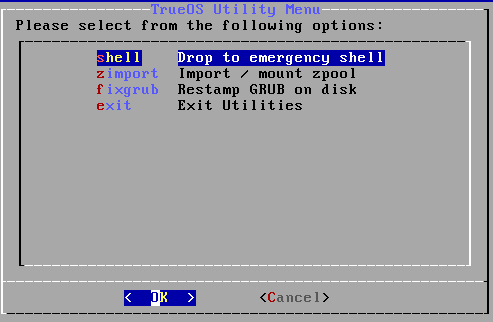 TrueOS Utility Menu
Please select from the following options:
shell Drop to emergency shell
zimport Import / mount zpool
fixgrub Restamp GRUB on disk
exit Exit Utilities
< OK > <Cancel>